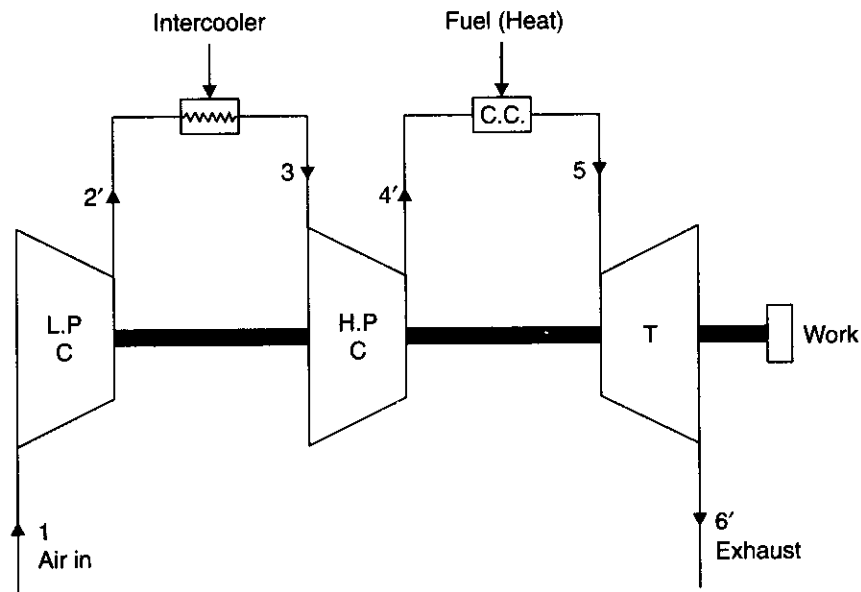 Intercooler
Fuel (Heat)
C.C.
3
5
2′
4′
L.P
C
H.P
C
T
Work
1
Air in
6′
Exhaust